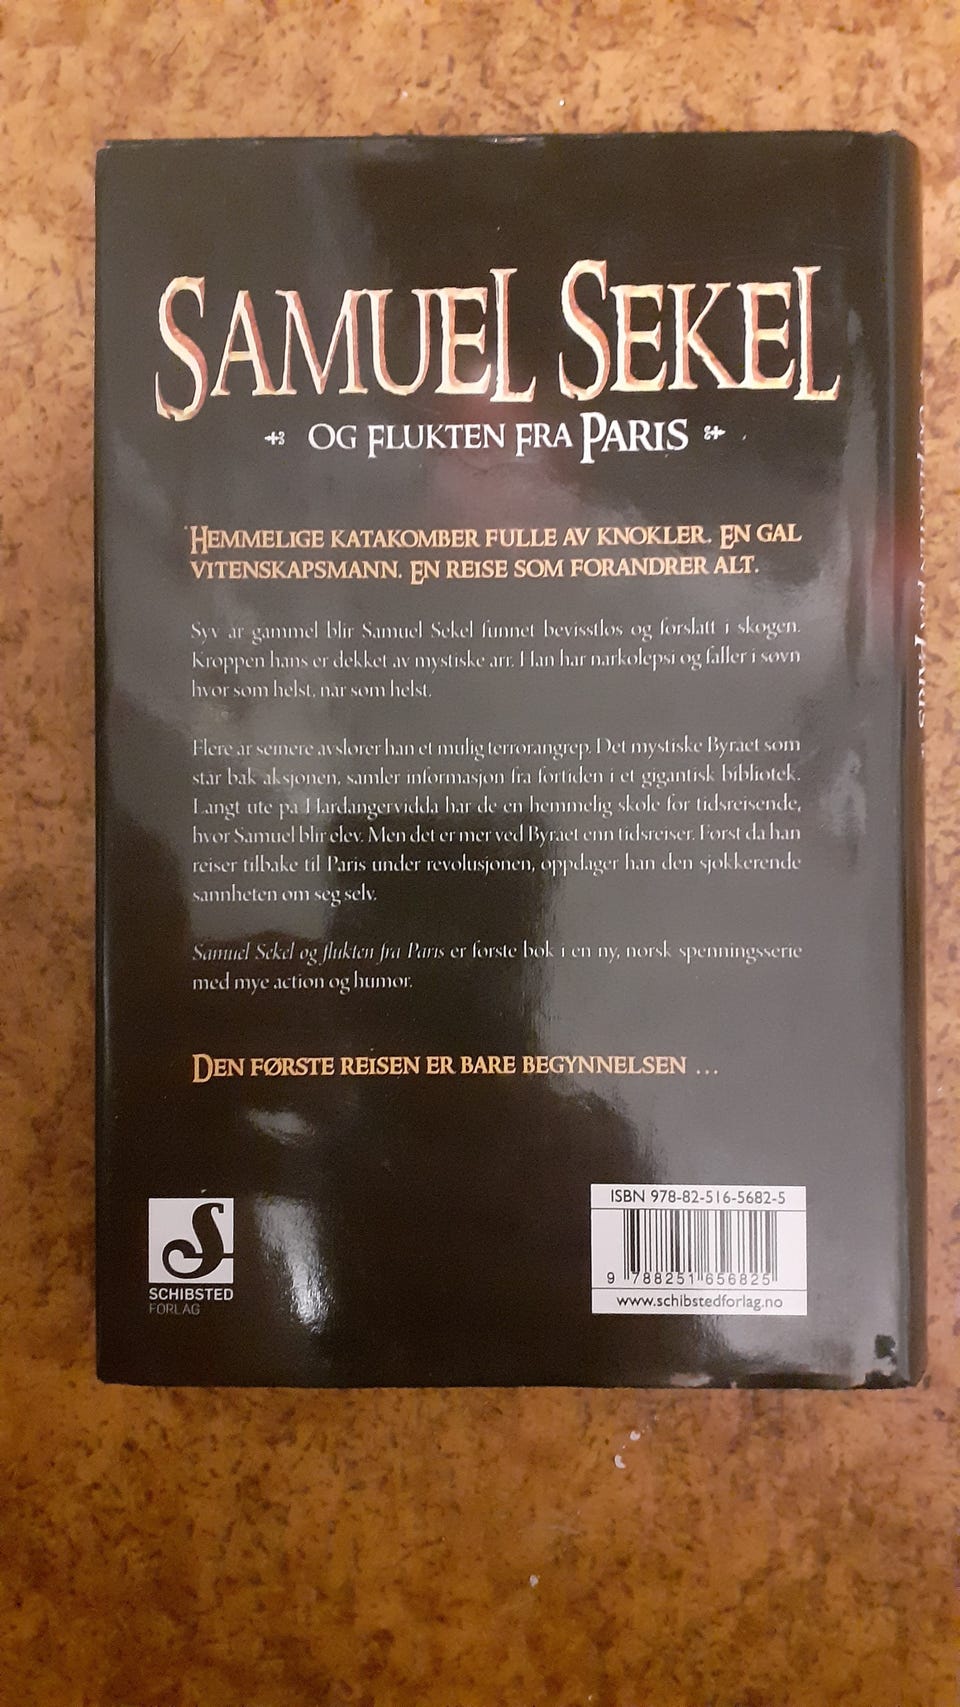 SAMUEL SEKEL
OG FLUKTEN FRA PARIS
HEMMELIGE KATAKOMBER FULLE AV KNOKLER. EN GAL
VITENSKAPSMANN. EN REISE SOM FORANDRER ALT.
Syv år gammel blir Samuel Sekel funnet bevisstløs og forslått i skogen.
Kroppen hans er dekket av mystiske arr. Han har narkolepsi og faller i søvn
hvor som helst, når som helst.
Flere år seinere avslører han et mulig terrorangrep. Det mystiske Byrået som
står bak aksjonen, samler informasjon fra fortiden i et gigantisk bibliotek.
Langt ute på Hardangervidda har de en hemmelig skole for tidsreisende,
hvor Samuel blir elev. Men det er mer ved Byrået enn tidsreiser. Først da han
reiser tilbake til Paris under revolusjonen, oppdager han den sjokkerende
sannheten om seg selv.
Samuel Sekel og flukten fra Paris er første bok i en ny, norsk spenningsserie
med mye action og humor.
DEN FØRSTE REISEN ER BARE BEGYNNELSEN ...
ISBN 978-82-516-5682-5
9 788251 656825
www.schibstedforlag.no
S
SCHIBSTED
FORLAG